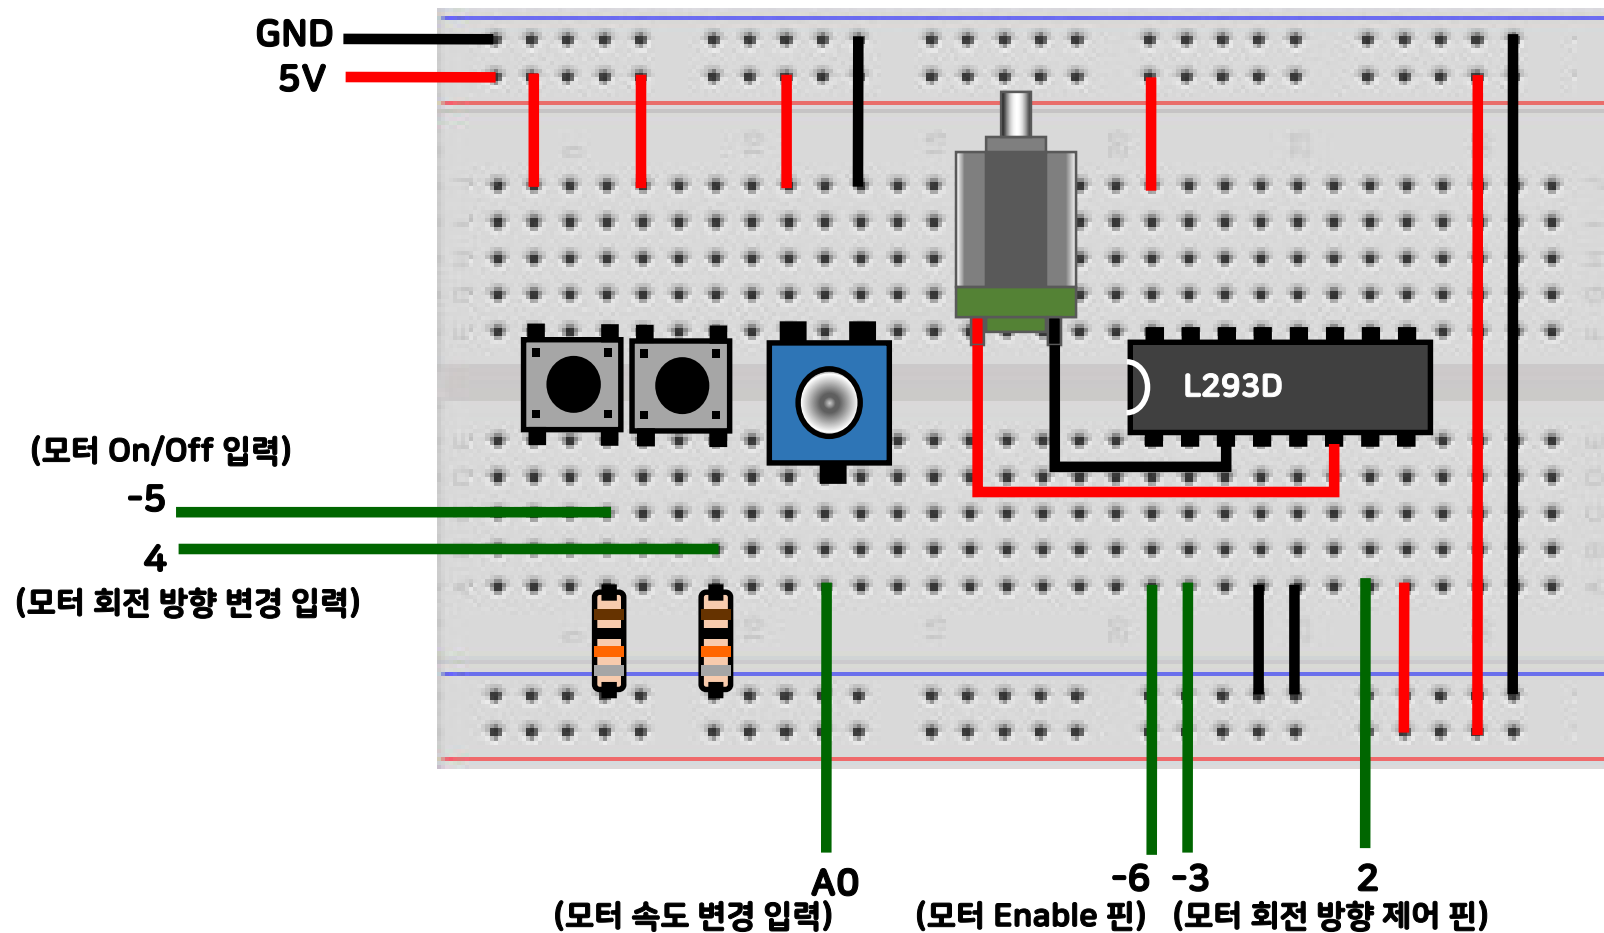 GND
5V
L293D
(모터 On/Off 입력)
-5
4
(모터 회전 방향 변경 입력)
A0
(모터 속도 변경 입력)
-6 -3
2
(모터 Enable 핀)
(모터 회전 방향 제어 핀)